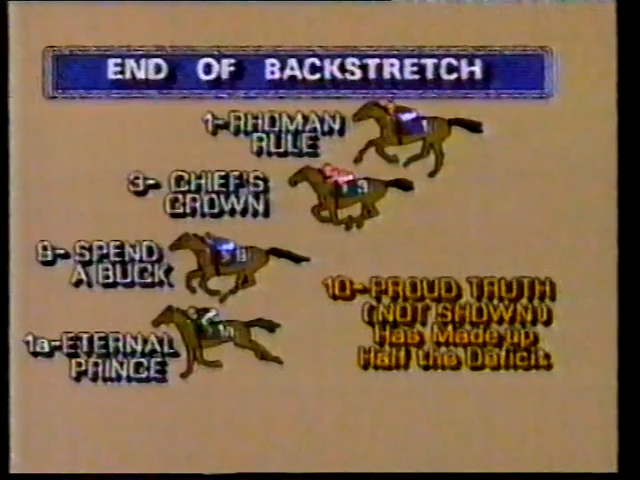 END OF BACKSTRETCH
1-RHOMAN
RULE
3- CHIEF'S
CROWN
8- SPEND
A BUCK
1a-ETERNAL
PRINCE
10-PROUD TRUTH
(NOT SHOWN)
Has Made up
Half the Deficit